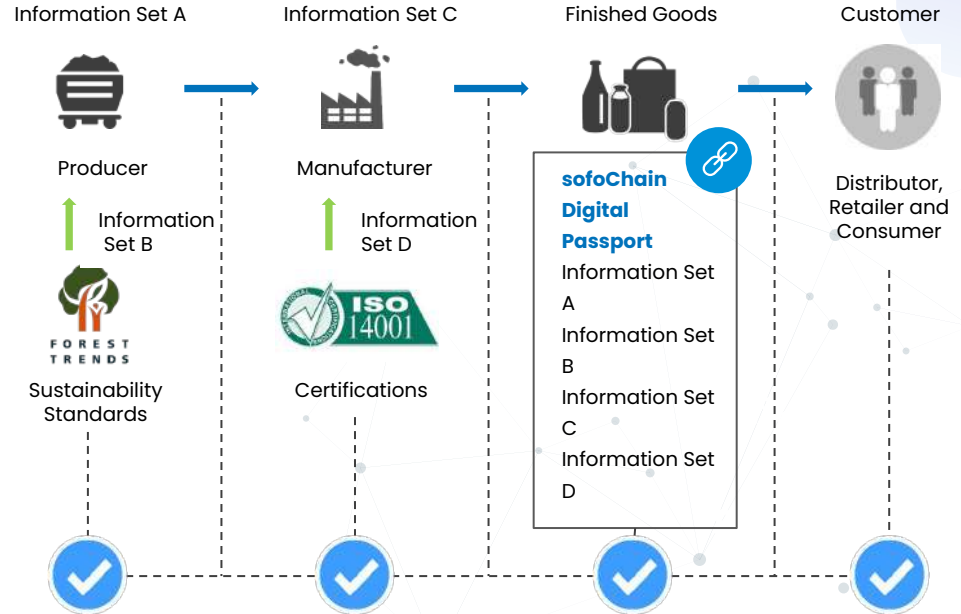 Information Set A
Information Set C
Finished Goods
Customer
Producer
Manufacturer
Information
Set B
Information
Set D
FOREST
TRENDS
ISO
14001
Sustainability
Standards
Certifications
sofoChain
Digital
Passport
Information Set
A
Information Set
B
Information Set
C
Information Set
D
Distributor,
Retailer and
Consumer